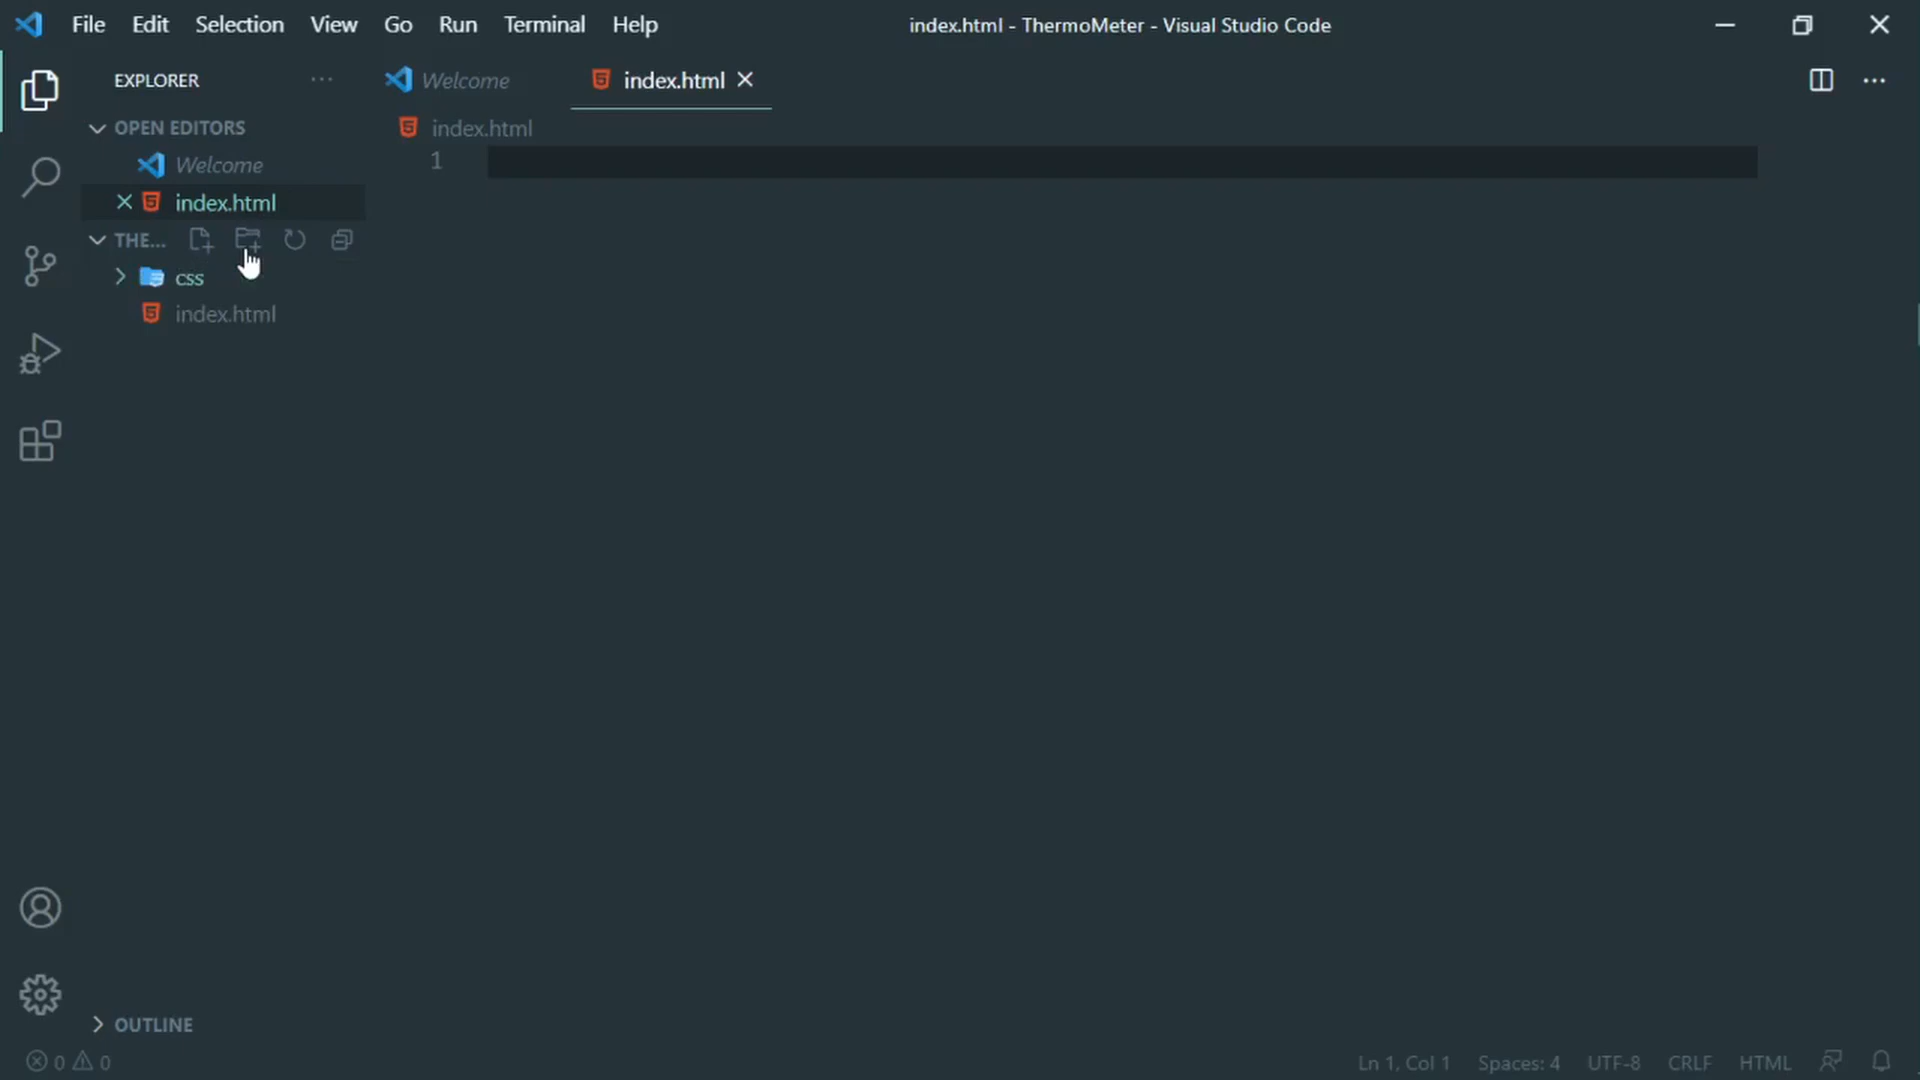 File Edit Selection View Go Run Terminal Help index.html - ThermoMeter - Visual Studio Code
EXPLORER Welcome index.html
OPEN EDITORS index.html
1
Welcome
index.html
THE...
css
index.html
OUTLINE
0 0 Ln 1, Col 1 Spaces: 4 UTF-8 CRLF HTML